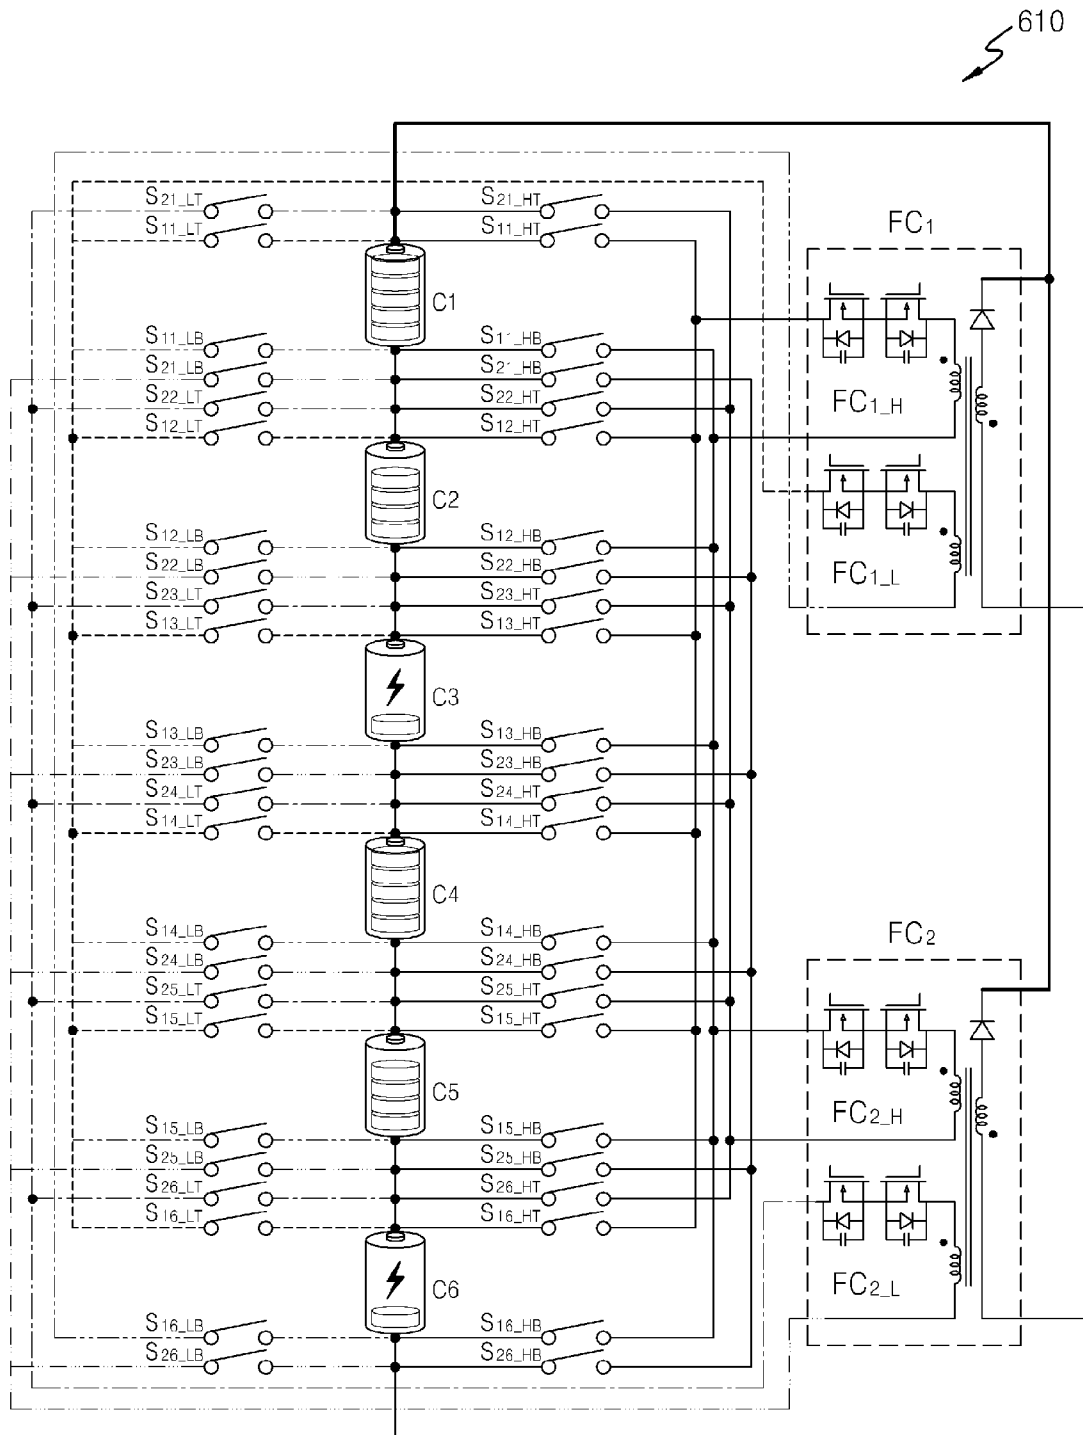 610
S21_LT S21_HT
S11_LT S11_HT
FC1
C1
S11_LB S11_HB
S21_LB S21_HB
S22_LT S22_HT
FC1_H
S12_LT S12_HT
C2
S12_LB S12_HB
S22_LB S22_HB
FC1_L
S23_LT S23_HT
S13_LT S13_HT
C3
S13_LB S13_HB
S23_LB S23_HB
S24_LT S24_HT
S14_LT S14_HT
C4
S14_LB S14_HB
FC2
S24_LB S24_HB
S25_LT S25_HT
S15_LT S15_HT
C5
FC2_H
S15_LB S15_HB
S25_LB S25_HB
S26_LT S26_HT
S16_LT S16_HT
C6
FC2_L
S16_LB S16_HB
S26_LB S26_HB